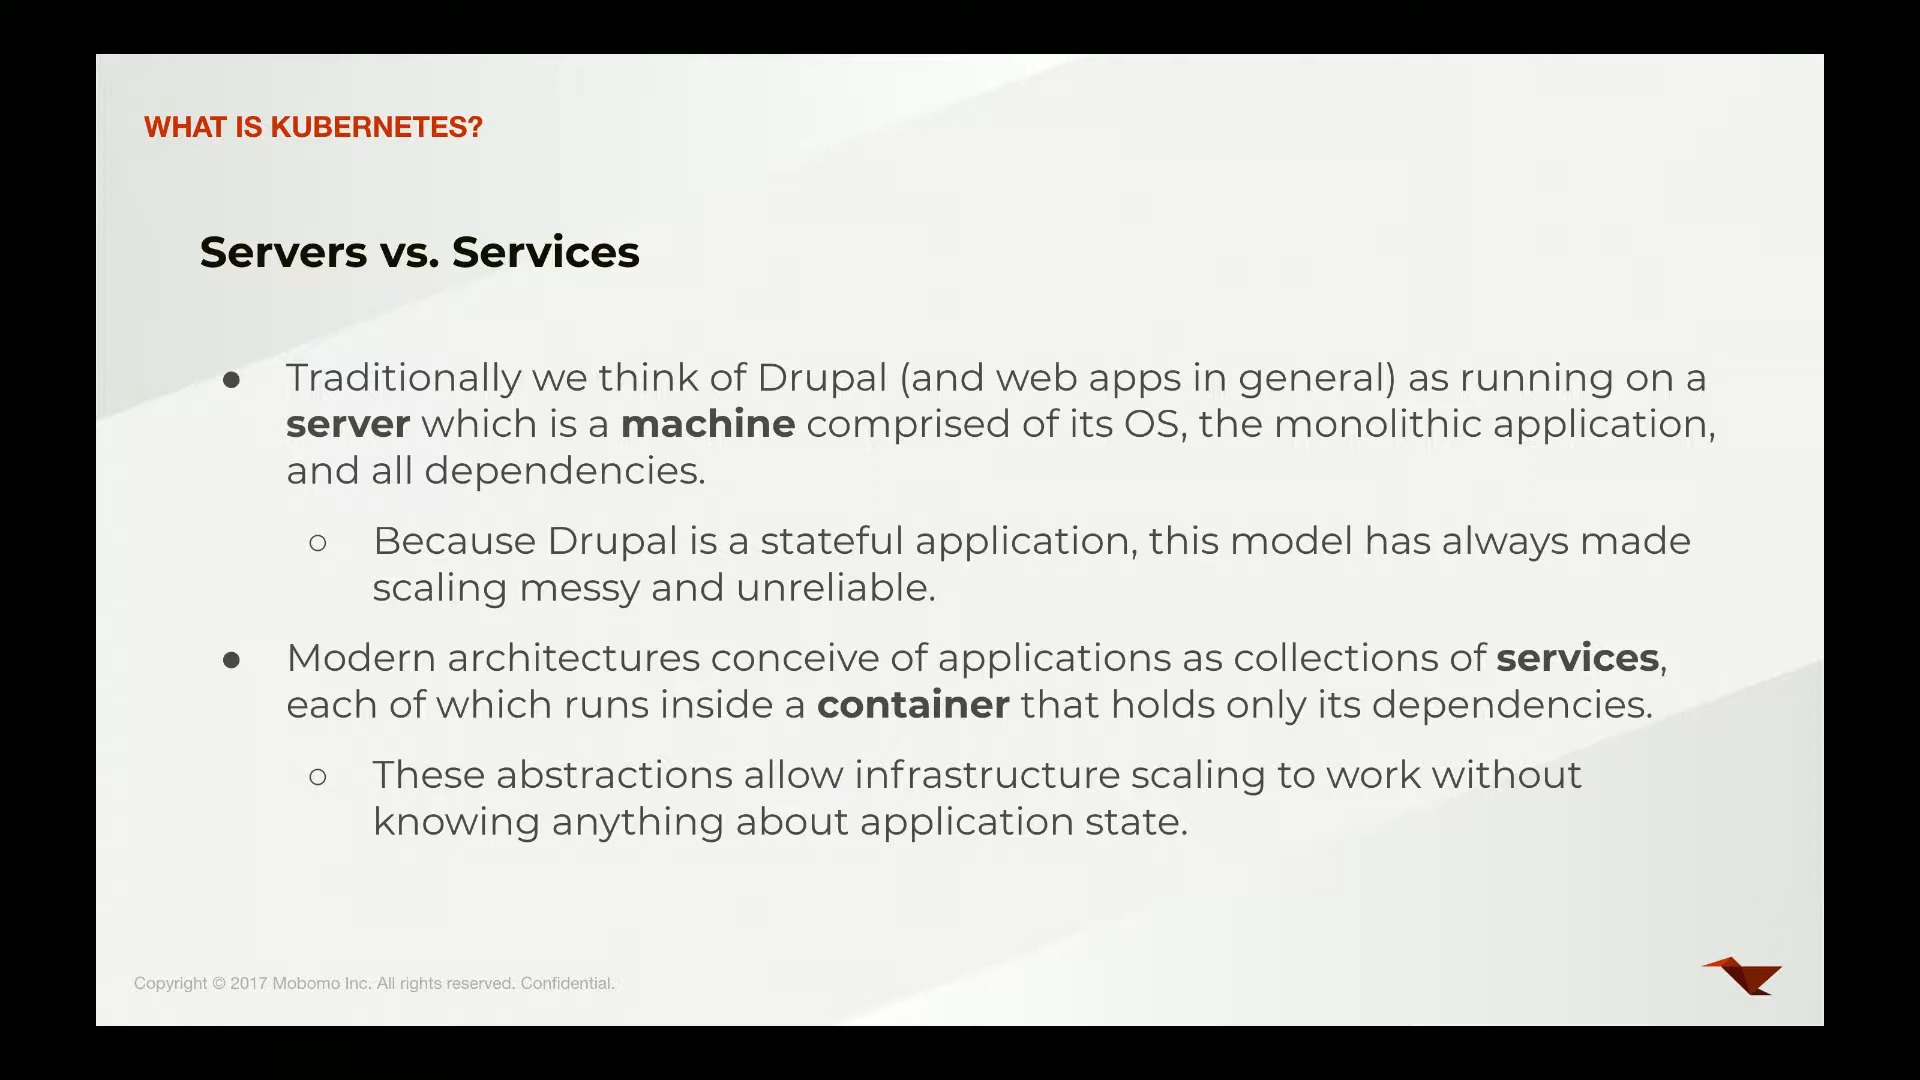 WHAT IS KUBERNETES?
Servers vs. Services
● Traditionally we think of Drupal (and web apps in general) as running on a
server which is a machine comprised of its OS, the monolithic application,
and all dependencies.
○ Because Drupal is a stateful application, this model has always made
scaling messy and unreliable.
● Modern architectures conceive of applications as collections of services,
each of which runs inside a container that holds only its dependencies.
○ These abstractions allow infrastructure scaling to work without
knowing anything about application state.
Copyright © 2017 Mobomo Inc. All rights reserved. Confidential.